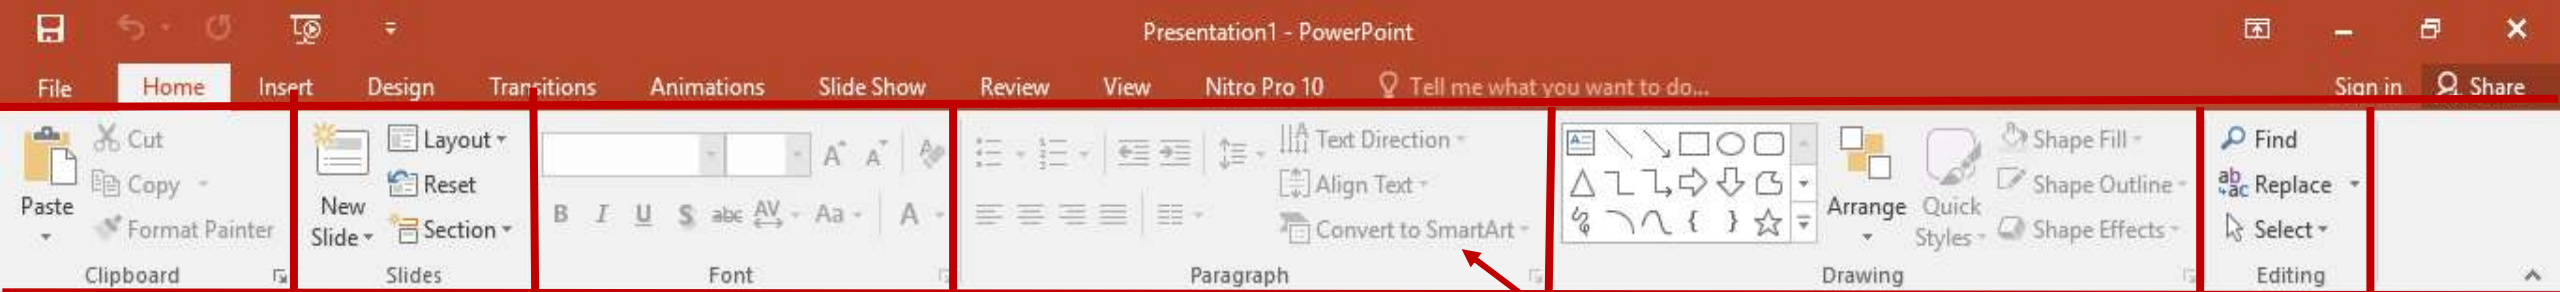 Presentation1 - PowerPoint
File Home Insert Design Transitions Animations Slide Show Review View Nitro Pro 10 Tell me what you want to do... Sign in Share
Paste
Cut
Copy
Format Painter
Clipboard
New
Slide
Layout
Reset
Section
Slides
A A
B I U S abc AV Aa A
Font
Text Direction
Align Text
Convert to SmartArt
Paragraph
Arrange
Quick
Styles
Shape Fill
Shape Outline
Shape Effects
Drawing
Find
Replace
Select
Editing